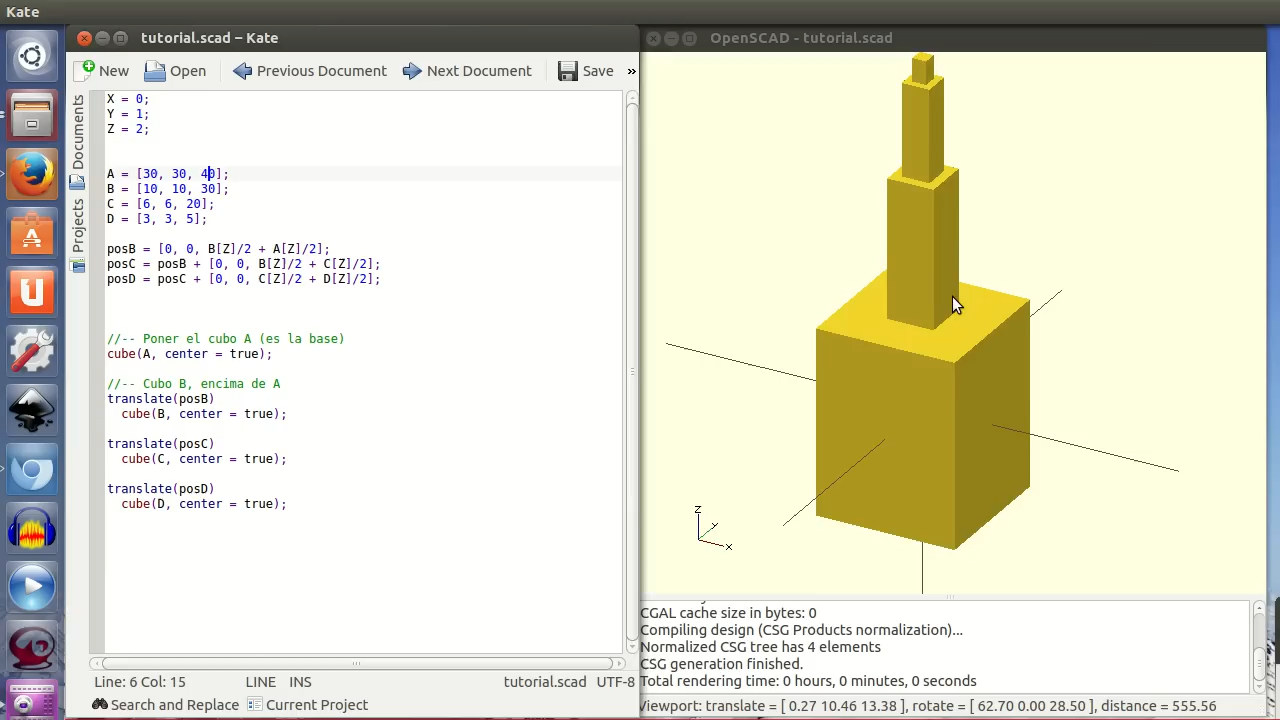 Kate
tutorial.scad – Kate
New
Open
Previous Document
Next Document
Save
»
Documents
Projects
X = 0;
Y = 1;
Z = 2;
A = [30, 30, 40];
B = [10, 10, 30];
C = [6, 6, 20];
D = [3, 3, 5];
posB = [0, 0, B[Z]/2 + A[Z]/2];
posC = posB + [0, 0, B[Z]/2 + C[Z]/2];
posD = posC + [0, 0, C[Z]/2 + D[Z]/2];
//-- Poner el cubo A (es la base)
cube(A, center = true);
//-- Cubo B, encima de A
translate(posB)
cube(B, center = true);
translate(posC)
cube(C, center = true);
translate(posD)
cube(D, center = true);
Line: 6 Col: 15
LINE
INS
tutorial.scad
UTF-8
Search and Replace
Current Project
OpenSCAD - tutorial.scad
z
y
x
CGAL cache size in bytes: 0
Compiling design (CSG Products normalization)...
Normalized CSG tree has 4 elements
CSG generation finished.
Total rendering time: 0 hours, 0 minutes, 0 seconds
Viewport: translate = [ 0.27 10.46 13.38 ], rotate = [ 62.70 0.00 28.50 ], distance = 555.56